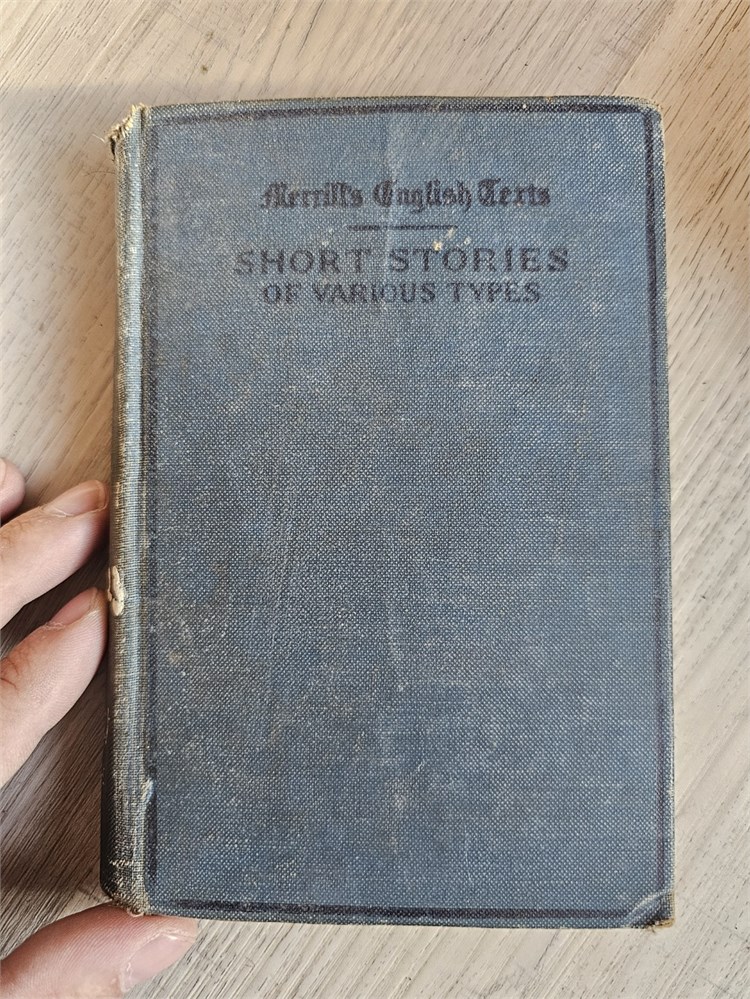 Merrill's English Texts
SHORT STORIES
OF VARIOUS TYPES